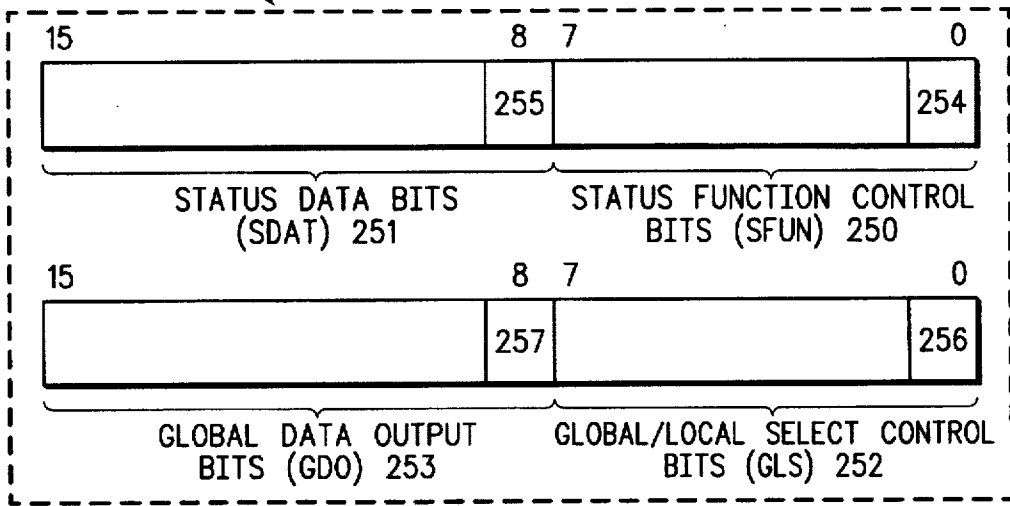 15 8 7 0
255 254
STATUS DATA BITS
(SDAT) 251
STATUS FUNCTION CONTROL
BITS (SFUN) 250
15 8 7 0
257 256
GLOBAL DATA OUTPUT
BITS (GDO) 253
GLOBAL/LOCAL SELECT CONTROL
BITS (GLS) 252